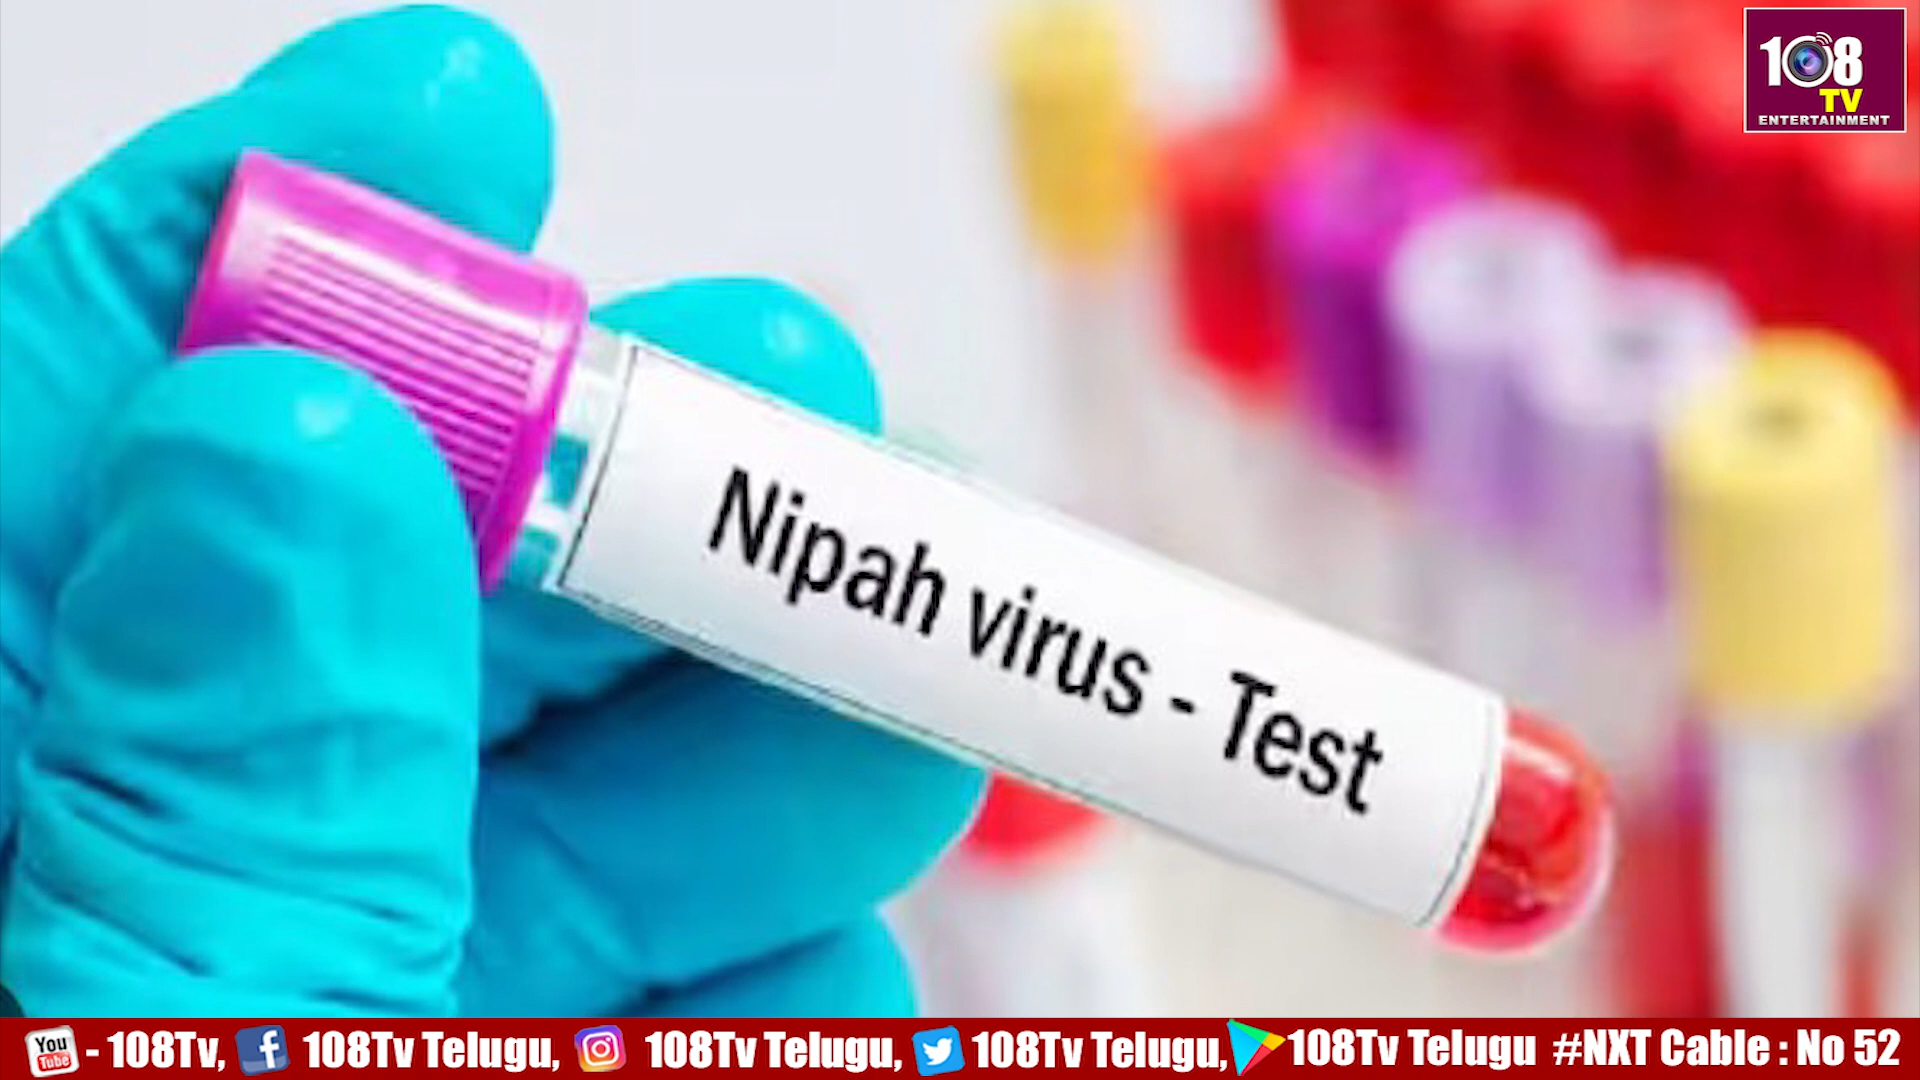 108
TV
ENTERTAINMENT
Nipah virus - Test
You
Tube
- 108Tv, f 108Tv Telugu, 108Tv Telugu, 108Tv Telugu, 108Tv Telugu #NXT Cable : No 52